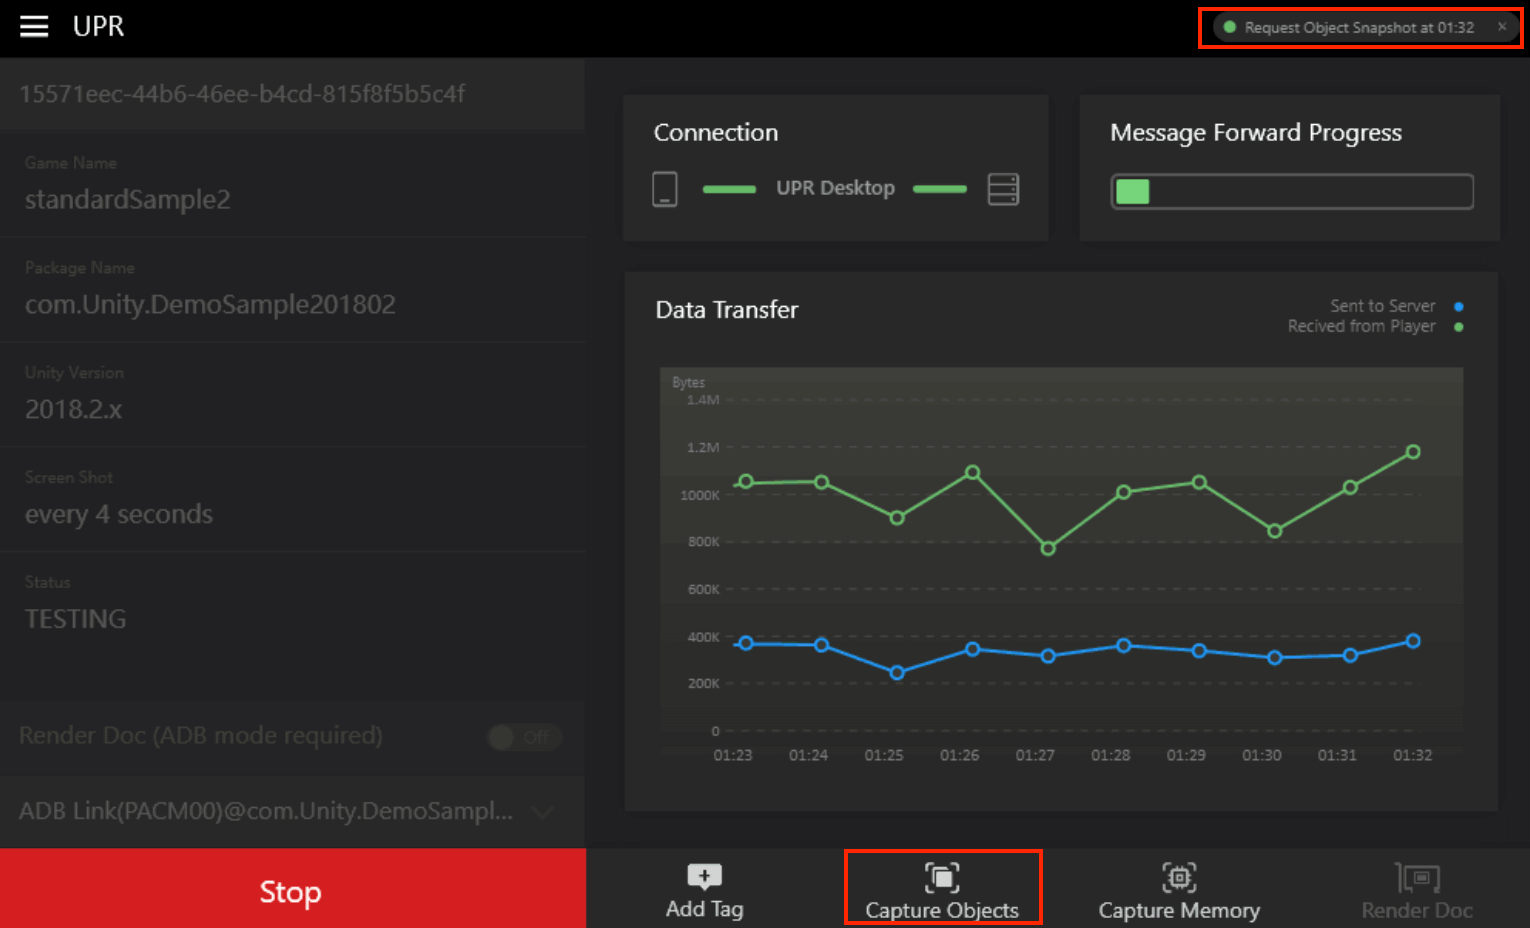 UPR
Request Object Snapshot at 01:32 ×
15571eec-44b6-46ee-b4cd-815f8f5b5c4f
Game Name
standardSample2
Package Name
com.Unity.DemoSample201802
Unity Version
2018.2.x
Screen Shot
every 4 seconds
Status
TESTING
Render Doc (ADB mode required)
Off
ADB Link(PACM00)@com.Unity.DemoSampl...
Stop
Connection
UPR Desktop
Message Forward Progress
Data Transfer
Sent to Server
Recived from Player
Bytes
1.4M
1.2M
1000K
800K
600K
400K
200K
0
01:23 01:24 01:25 01:26 01:27 01:28 01:29 01:30 01:31 01:32
Add Tag
Capture Objects
Capture Memory
Render Doc